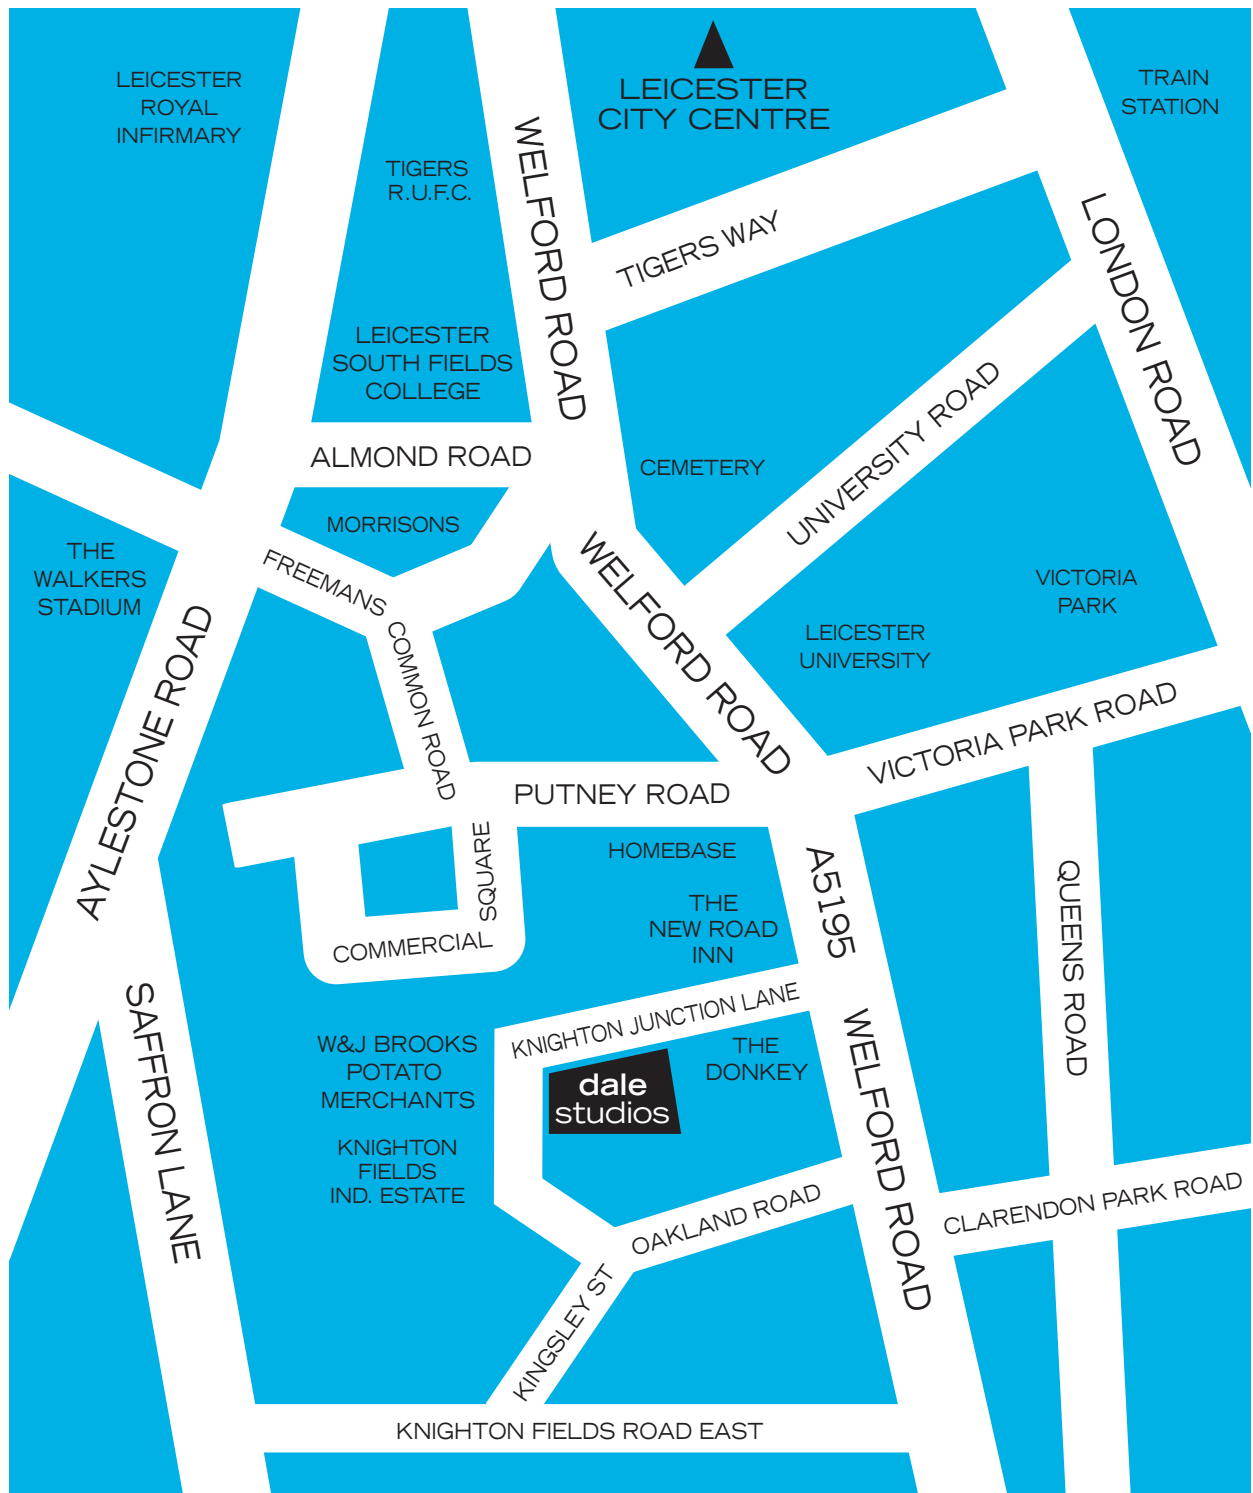 LEICESTER
ROYAL
INFIRMARY
TIGERS
R.U.F.C.
WELFORD ROAD
LEICESTER
CITY CENTRE
TRAIN
STATION
TIGERS WAY
LONDON ROAD
LEICESTER
SOUTH FIELDS
COLLEGE
ALMOND ROAD
CEMETERY
UNIVERSITY ROAD
MORRISONS
THE
WALKERS
STADIUM
FREEMANS
COMMON ROAD
WELFORD ROAD
VICTORIA
PARK
LEICESTER
UNIVERSITY
AYLESTONE ROAD
VICTORIA PARK ROAD
PUTNEY ROAD
SQUARE
COMMERCIAL
HOMEBASE
A5195
THE
NEW ROAD
INN
QUEENS ROAD
SAFFRON LANE
KNIGHTON JUNCTION LANE
W&J BROOKS
POTATO
MERCHANTS
dale
studios
THE
DONKEY
WELFORD ROAD
KNIGHTON
FIELDS
IND. ESTATE
OAKLAND ROAD
CLARENDON PARK ROAD
KINGSLEY ST
KNIGHTON FIELDS ROAD EAST